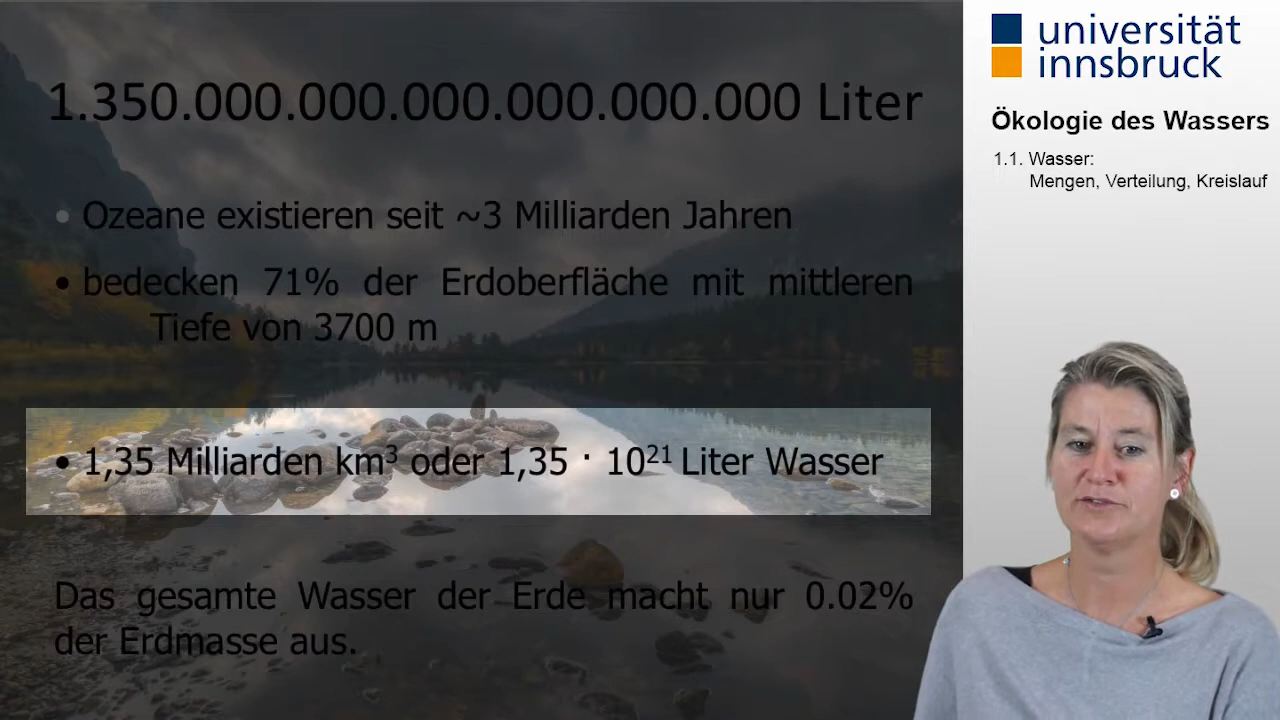 1.350.000.000.000.000.000.000 Liter
• Ozeane existieren seit ~3 Milliarden Jahren
• bedecken 71% der Erdoberfläche mit mittleren
Tiefe von 3700 m
• 1,35 Milliarden km³ oder 1,35 · 10²¹ Liter Wasser
Das gesamte Wasser der Erde macht nur 0.02%
der Erdmasse aus.
universität
innsbruck
Ökologie des Wassers
1.1. Wasser:
Mengen, Verteilung, Kreislauf